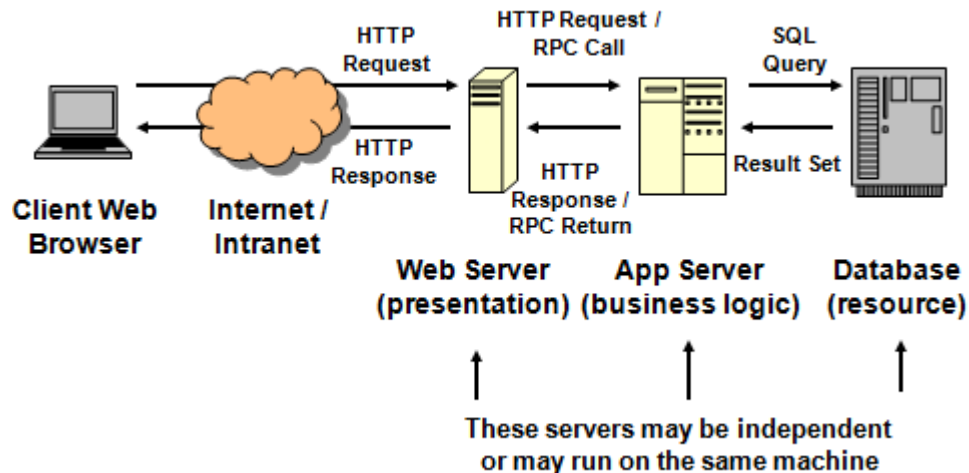 HTTP
Request
HTTP Request /
RPC Call
SQL
Query
HTTP
Response
HTTP
Response /
RPC Return
Result Set
Client Web
Browser
Internet /
Intranet
Web Server
(presentation)
App Server
(business logic)
Database
(resource)
These servers may be independent
or may run on the same machine